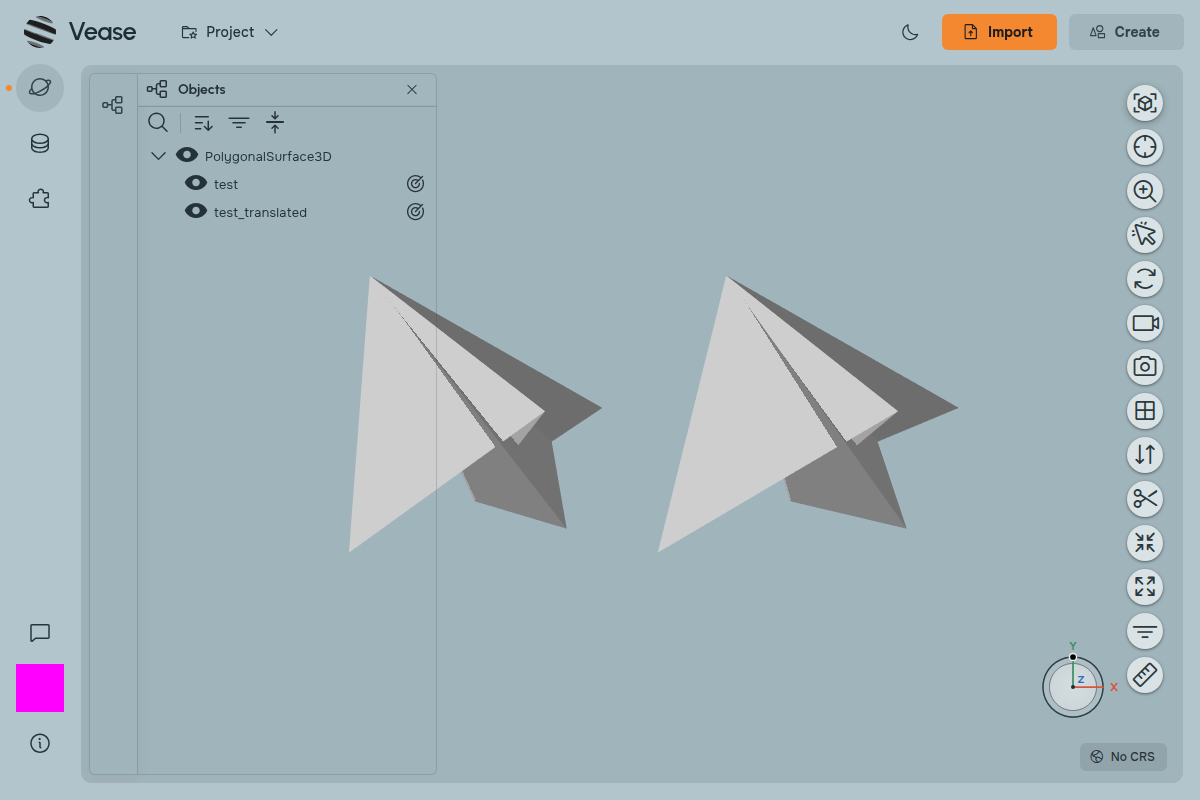 Vease
Project
Import
Create
Objects
PolygonalSurface3D
test
test_translated
Y
Z
X
No CRS